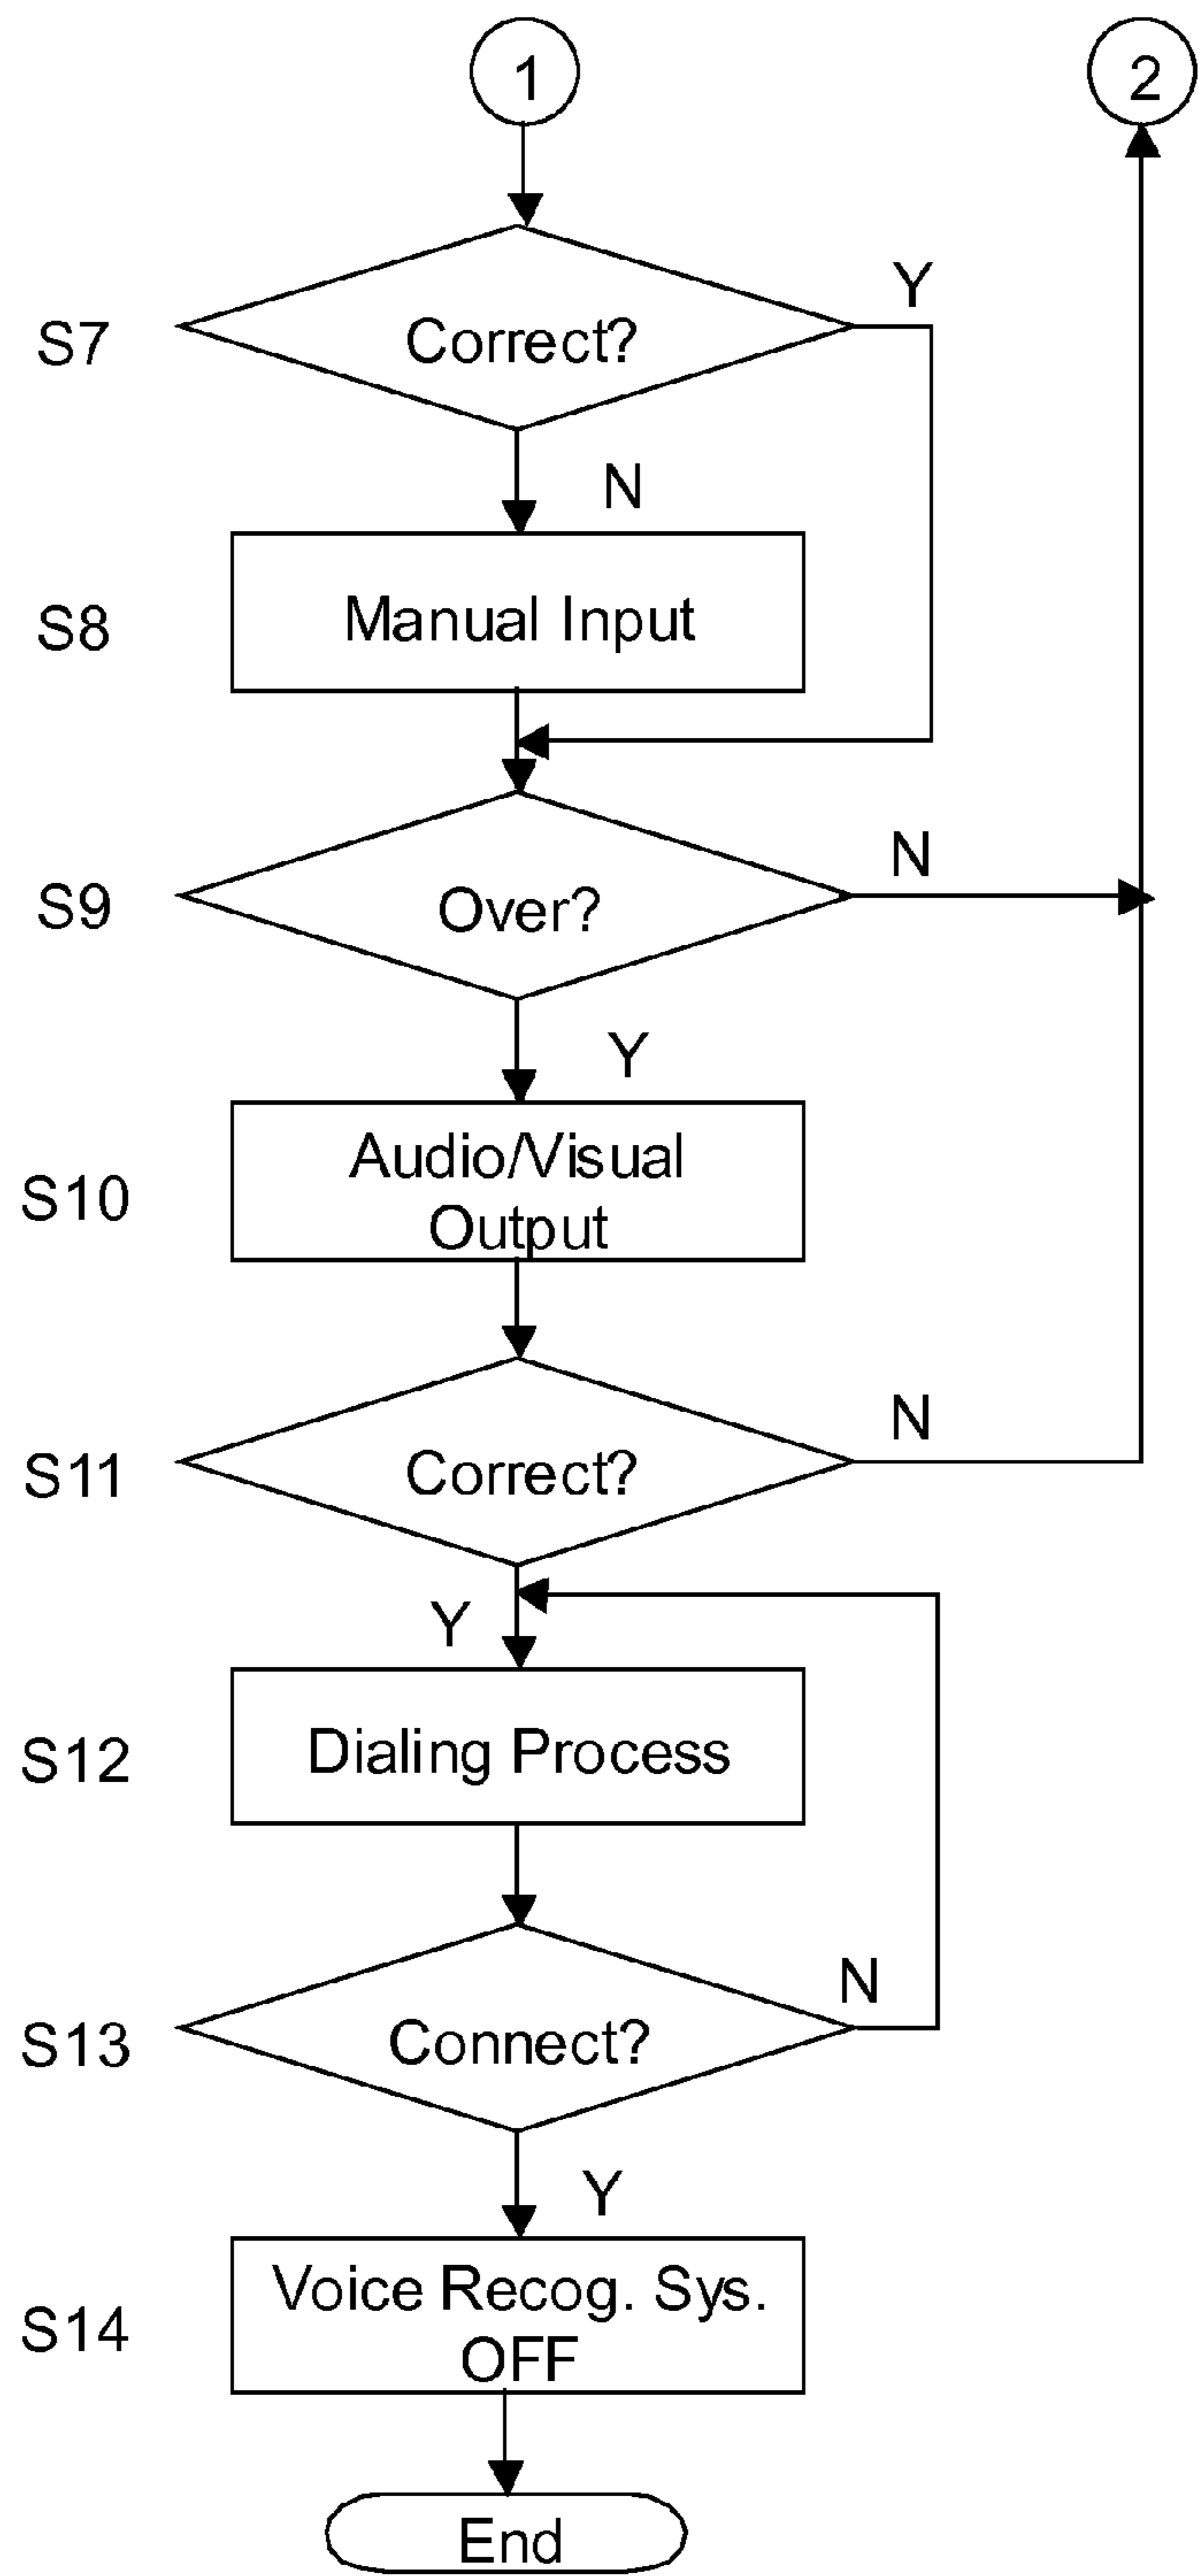 1
2
Y
S7
Correct?
N
S8
Manual Input
N
S9
Over?
Y
Audio/Visual
S10
Output
N
S11
Correct?
Y
S12
Dialing Process
N
S13
Connect?
Y
Voice Recog. Sys.
S14
OFF
End